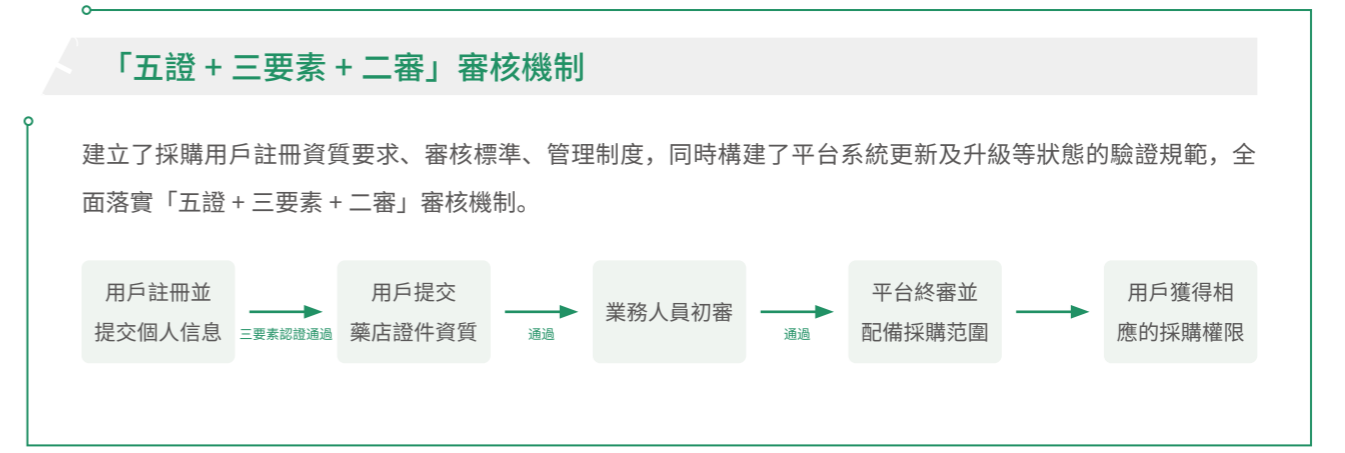 「五證 + 三要素 + 二審」審核機制
建立了採購用戶註冊資質要求、審核標準、管理制度，同時構建了平台系統更新及升級等狀態的驗證規範，全
面落實「五證 + 三要素 + 二審」審核機制。
用戶註冊並
提交個人信息
三要素認證通過
用戶提交
藥店證件資質
通過
業務人員初審
通過
平台終審並
配備採購范圍
用戶獲得相
應的採購權限